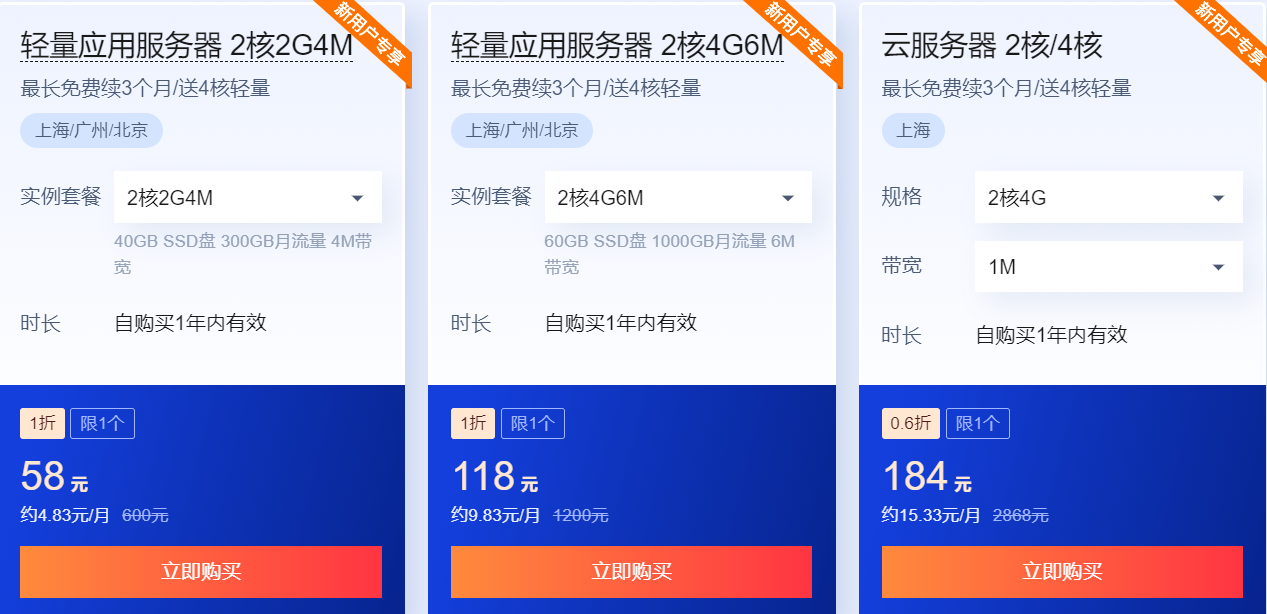 轻量应用服务器 2核2G4M
新用户专享
最长免费续3个月/送4核轻量
上海/广州/北京
实例套餐 2核2G4M
40GB SSD盘 300GB月流量 4M带
宽
时长 自购买1年内有效
1折 限1个
58 元
约4.83元/月 600元
立即购买
轻量应用服务器 2核4G6M
新用户专享
最长免费续3个月/送4核轻量
上海/广州/北京
实例套餐 2核4G6M
60GB SSD盘 1000GB月流量 6M
带宽
时长 自购买1年内有效
1折 限1个
118 元
约9.83元/月 1200元
立即购买
云服务器 2核/4核
新用户专享
最长免费续3个月/送4核轻量
上海
规格 2核4G
带宽 1M
时长 自购买1年内有效
0.6折 限1个
184 元
约15.33元/月 2868元
立即购买